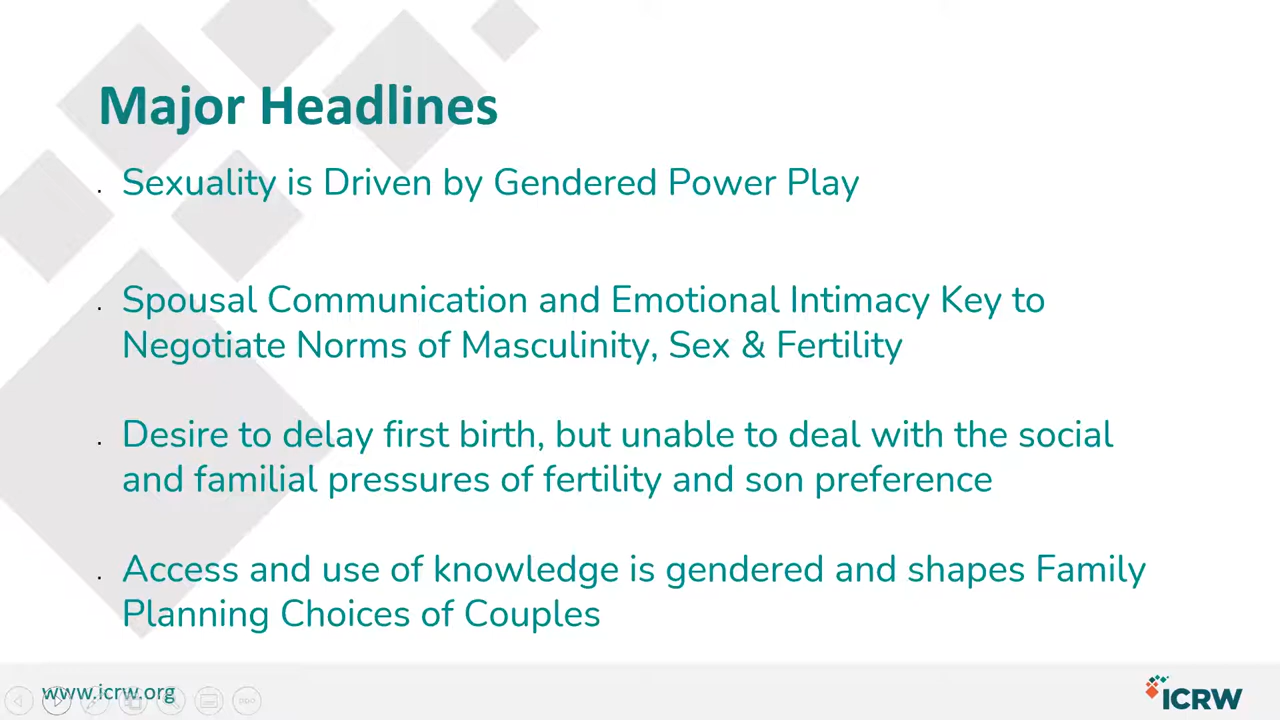 Major Headlines
. Sexuality is Driven by Gendered Power Play
. Spousal Communication and Emotional Intimacy Key to
Negotiate Norms of Masculinity, Sex & Fertility
. Desire to delay first birth, but unable to deal with the social
and familial pressures of fertility and son preference
. Access and use of knowledge is gendered and shapes Family
Planning Choices of Couples
www.icrw.org
ICRW